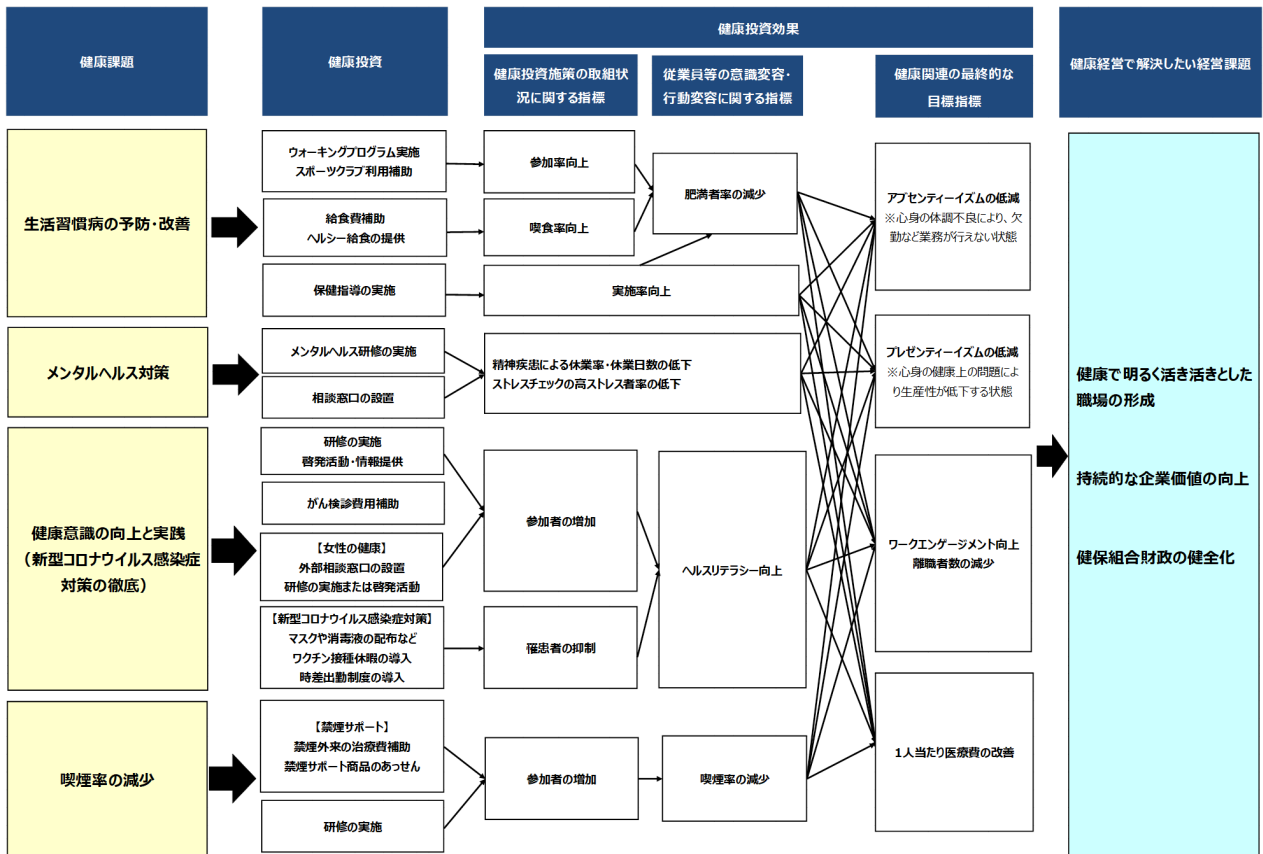 健康課題
健康投資
健康投資効果
健康投資施策の取組状
況に関する指標
従業員等の意識変容・
行動変容に関する指標
健康関連の最終的な
目標指標
健康経営で解決したい経営課題
生活習慣病の予防・改善
ウォーキングプログラム実施
スポーツクラブ利用補助
参加率向上
給食費補助
ヘルシー給食の提供
喫食率向上
肥満者率の減少
保健指導の実施
実施率向上
メンタルヘルス対策
メンタルヘルス研修の実施
相談窓口の設置
精神疾患による休業率・休業日数の低下
ストレスチェックの高ストレス者率の低下
健康意識の向上と実践
（新型コロナウイルス感染症
対策の徹底）
研修の実施
啓発活動・情報提供
がん検診費用補助
【女性の健康】
外部相談窓口の設置
研修の実施または啓発活動
参加者の増加
【新型コロナウイルス感染症対策】
マスクや消毒液の配布など
ワクチン接種休暇の導入
時差出勤制度の導入
罹患者の抑制
ヘルスリテラシー向上
喫煙率の減少
【禁煙サポート】
禁煙外来の治療費補助
禁煙サポート商品のあっせん
研修の実施
参加者の増加
喫煙率の減少
アブセンティーイズムの低減
※心身の体調不良により、欠
勤など業務が行えない状態
プレゼンティーイズムの低減
※心身の健康上の問題によ
り生産性が低下する状態
ワークエンゲージメント向上
離職者数の減少
1人当たり医療費の改善
健康で明るく活き活きとした
職場の形成
持続的な企業価値の向上
健保組合財政の健全化